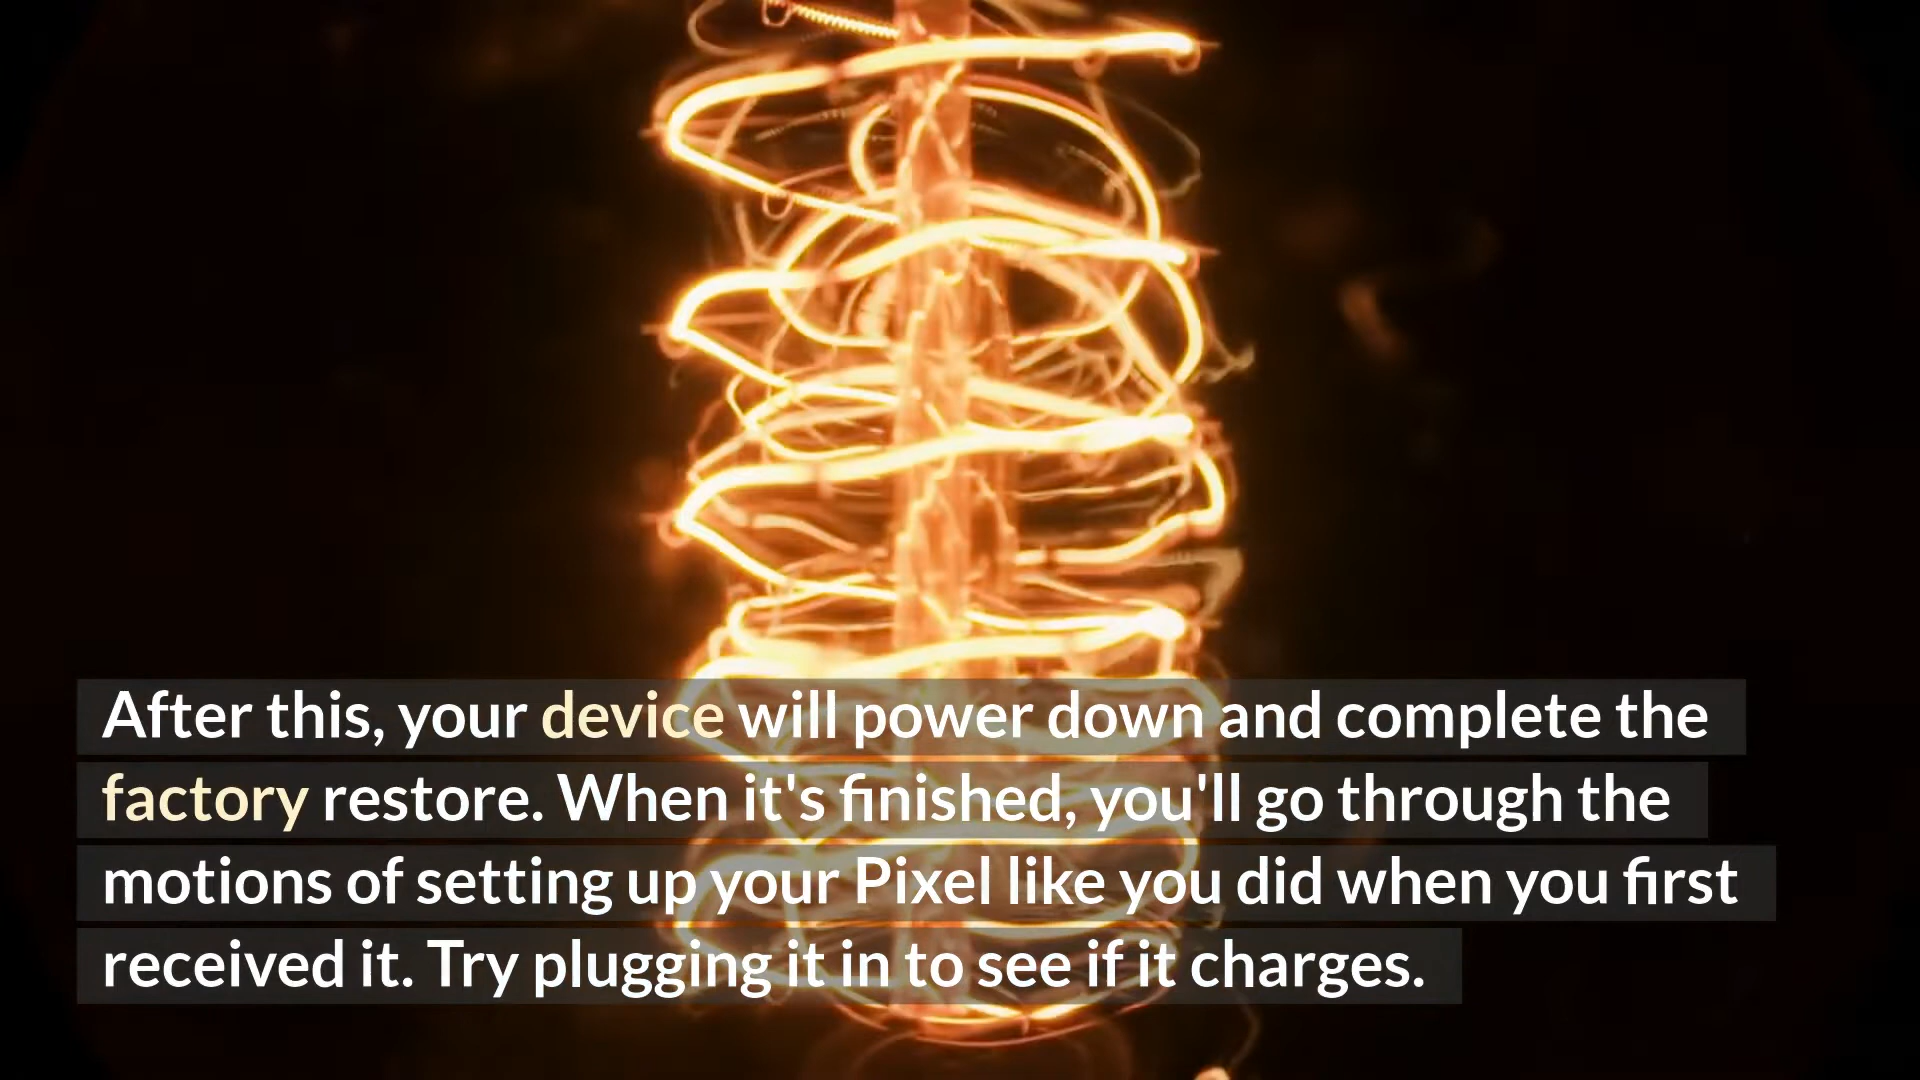 After this, your device will power down and complete the
factory restore. When it's finished, you'll go through the
motions of setting up your Pixel like you did when you first
received it. Try plugging it in to see if it charges.